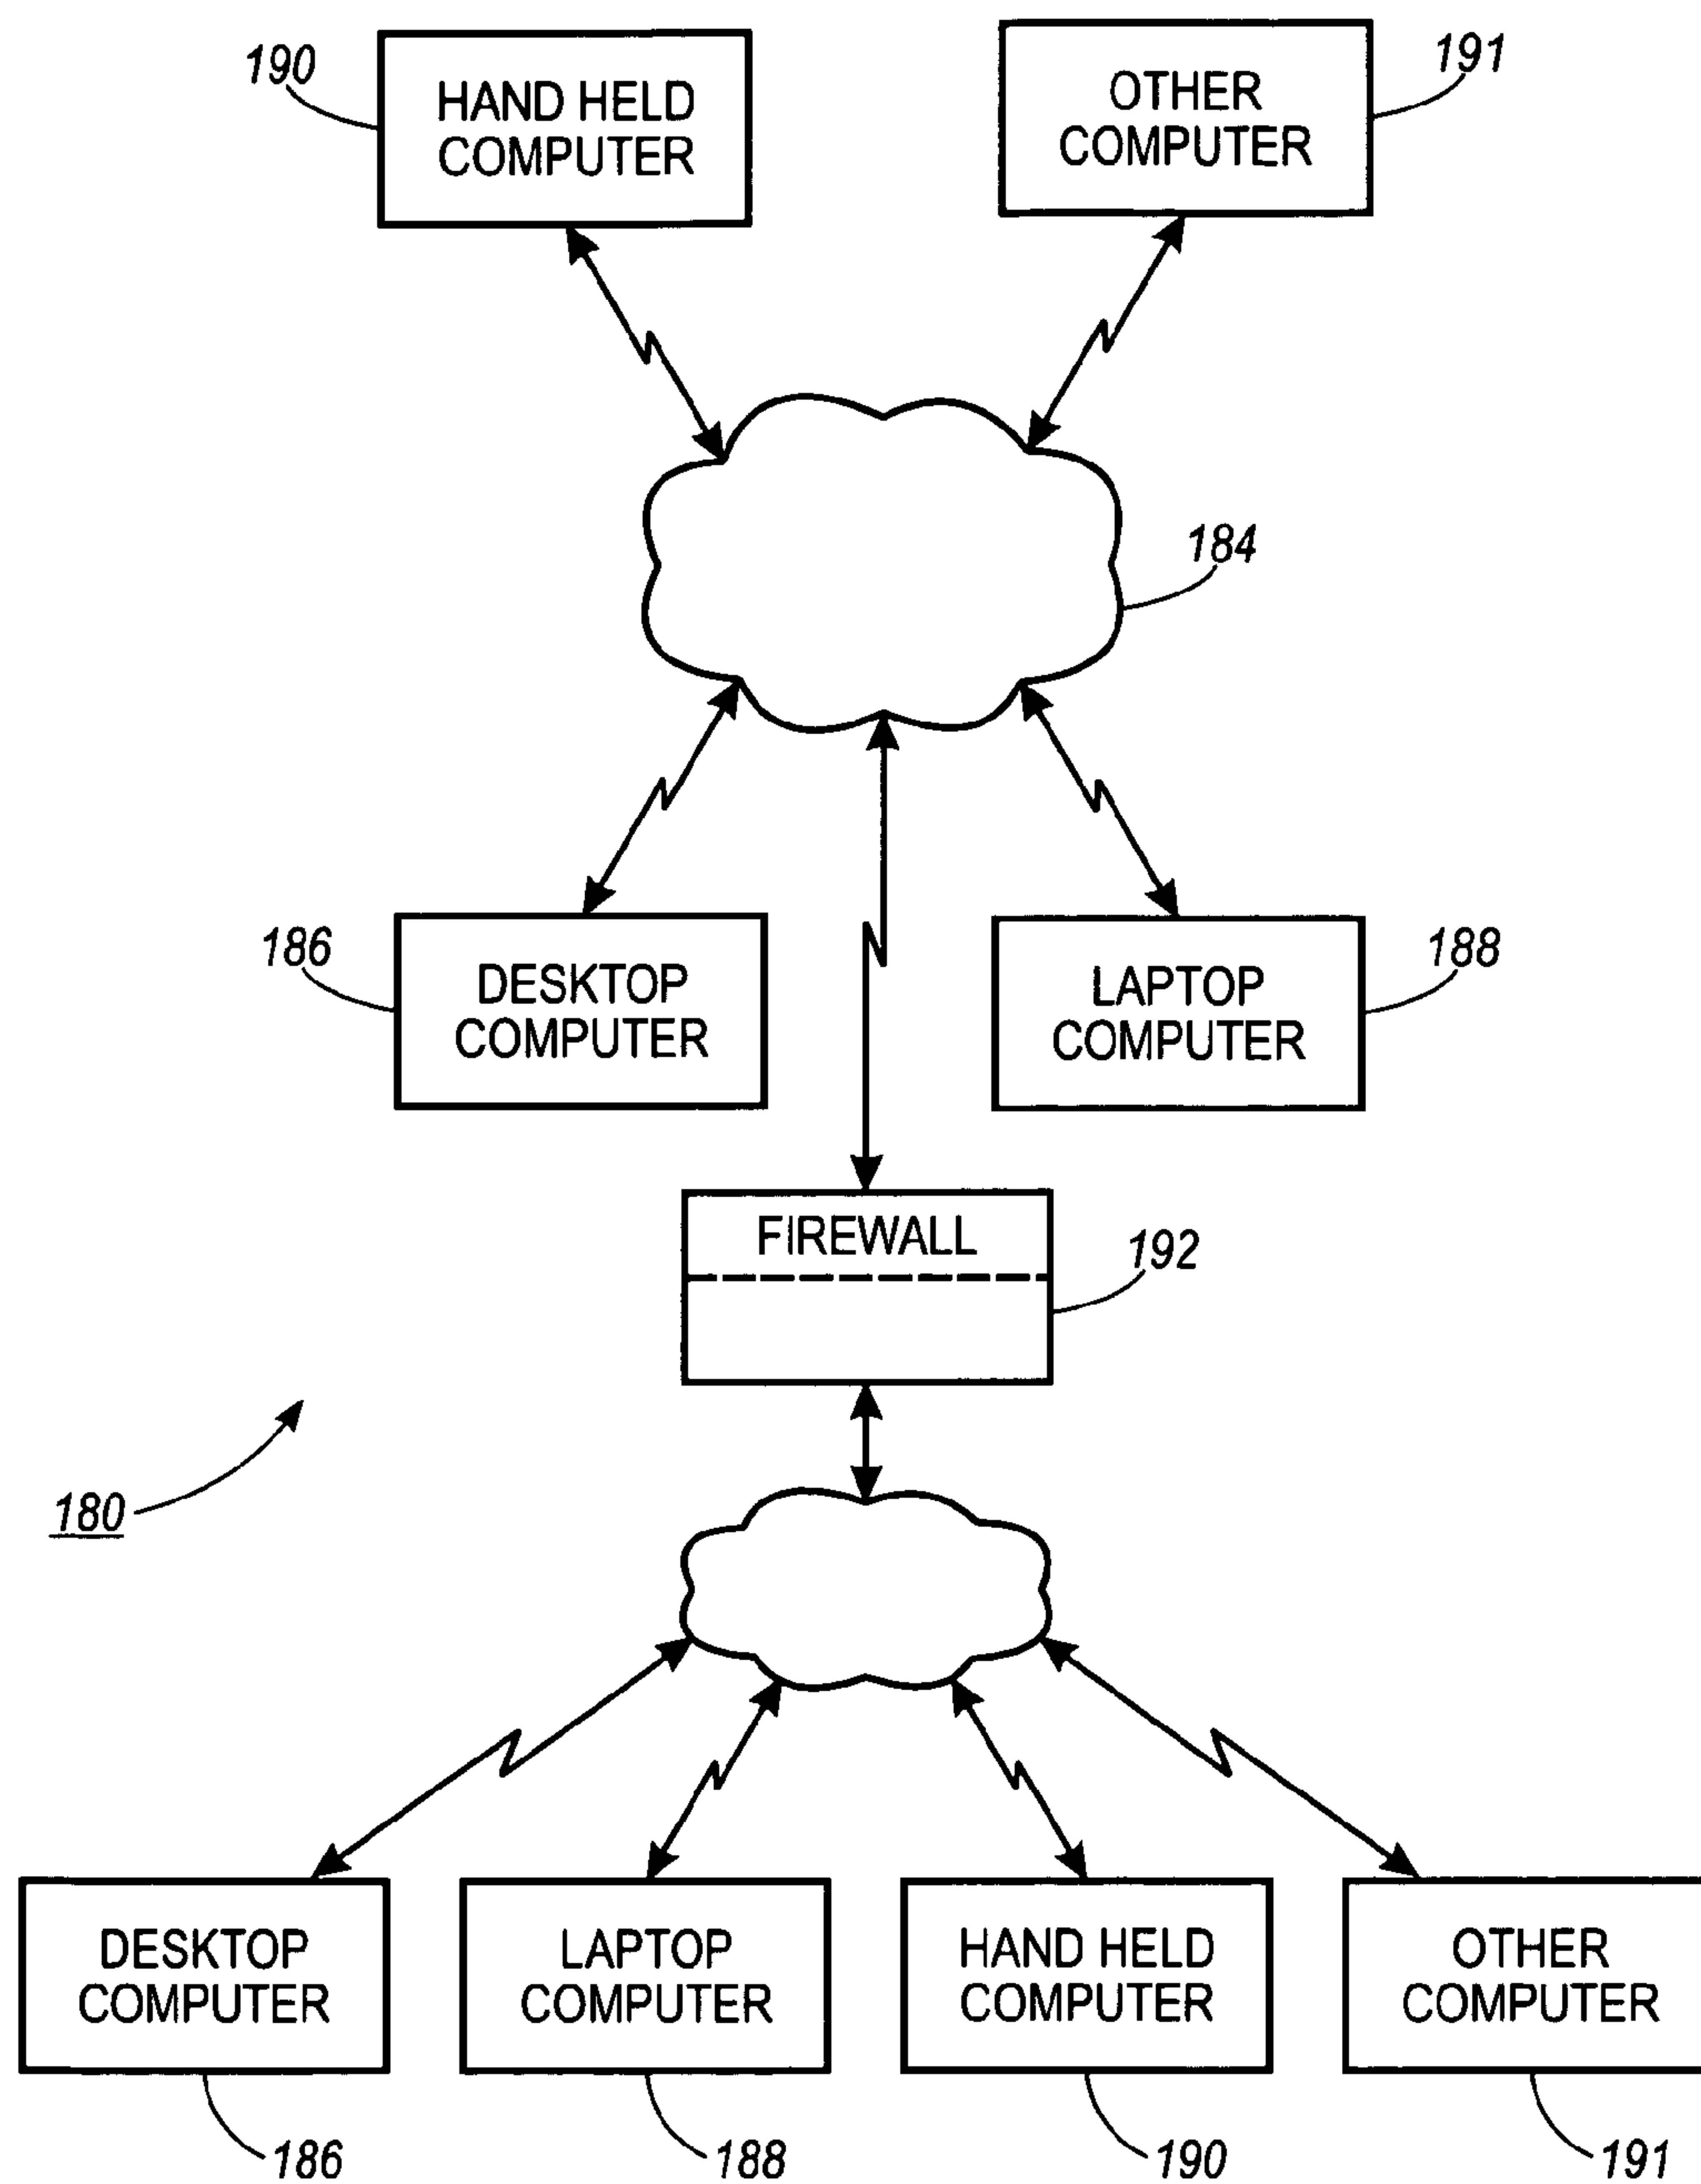 190
HAND HELD
COMPUTER
OTHER
COMPUTER
191
184
186
DESKTOP
COMPUTER
LAPTOP
COMPUTER
188
FIREWALL
192
180
DESKTOP
COMPUTER
LAPTOP
COMPUTER
HAND HELD
COMPUTER
OTHER
COMPUTER
186
188
190
191